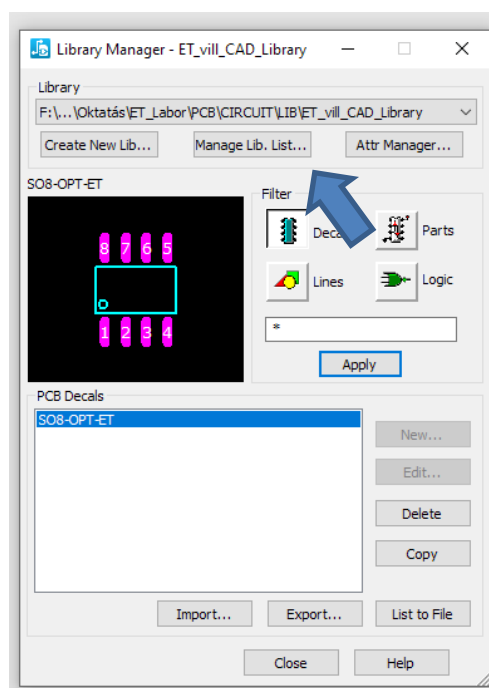 Library Manager - ET_vill_CAD_Library
Library
F:\...\Oktatás\ET_Labor\PCB\CIRCUIT\LIB\ET_vill_CAD_Library
Create New Lib... Manage Lib. List... Attr Manager...
SO8-OPT-ET
Filter
8 7 6 5
1 2 3 4
Parts
Lines Logic
*
Apply
PCB Decals
SO8-OPT-ET
New...
Edit...
Delete
Copy
Import... Export... List to File
Close Help